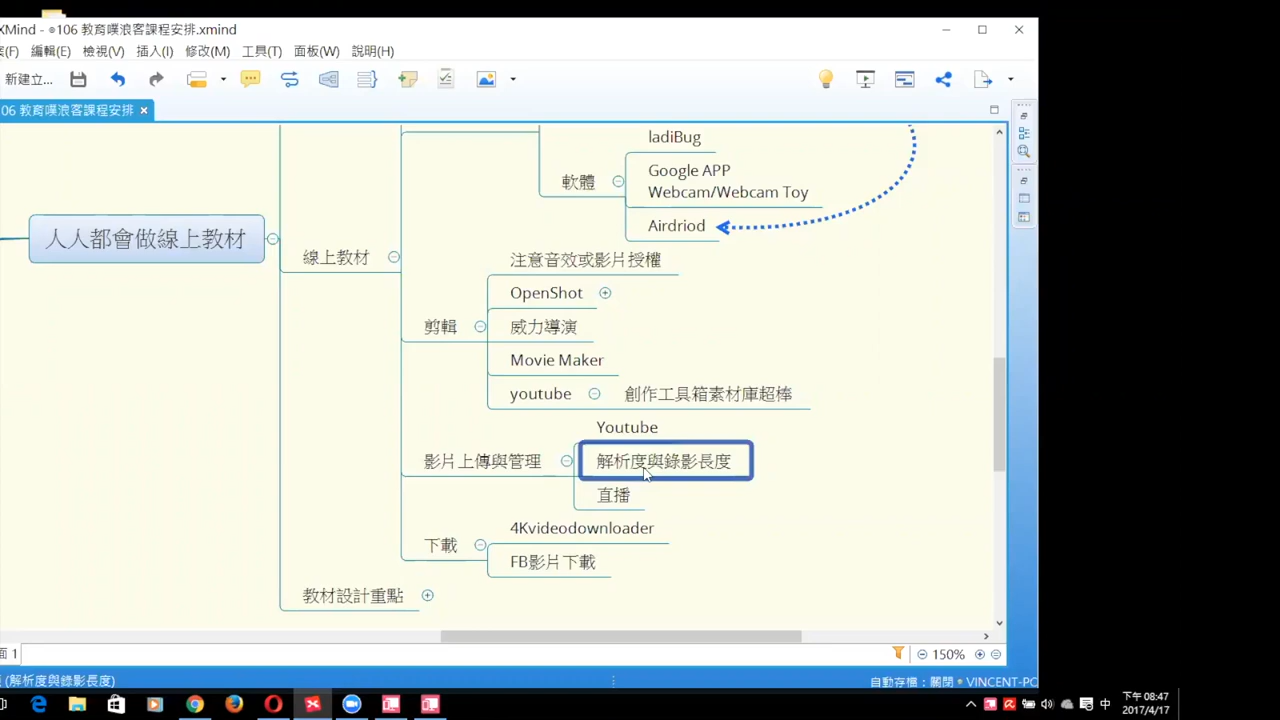 XMind - ⊙106 教育噗浪客課程安排.xmind
(F) 編輯(E) 檢視(V) 插入(I) 修改(M) 工具(T) 面板(W) 說明(H)
新建立...
06 教育噗浪客課程安排
ladiBug
軟體
Google APP
Webcam/Webcam Toy
Airdriod
人人都會做線上教材
線上教材
注意音效或影片授權
OpenShot
剪輯
威力導演
Movie Maker
youtube
創作工具箱素材庫超棒
Youtube
影片上傳與管理
解析度與錄影長度
直播
4Kvideodownloader
下載
FB影片下載
教材設計重點
面 1
150%
(解析度與錄影長度)
自動存檔：關閉
VINCENT-PC
中
下午 08:47
2017/4/17